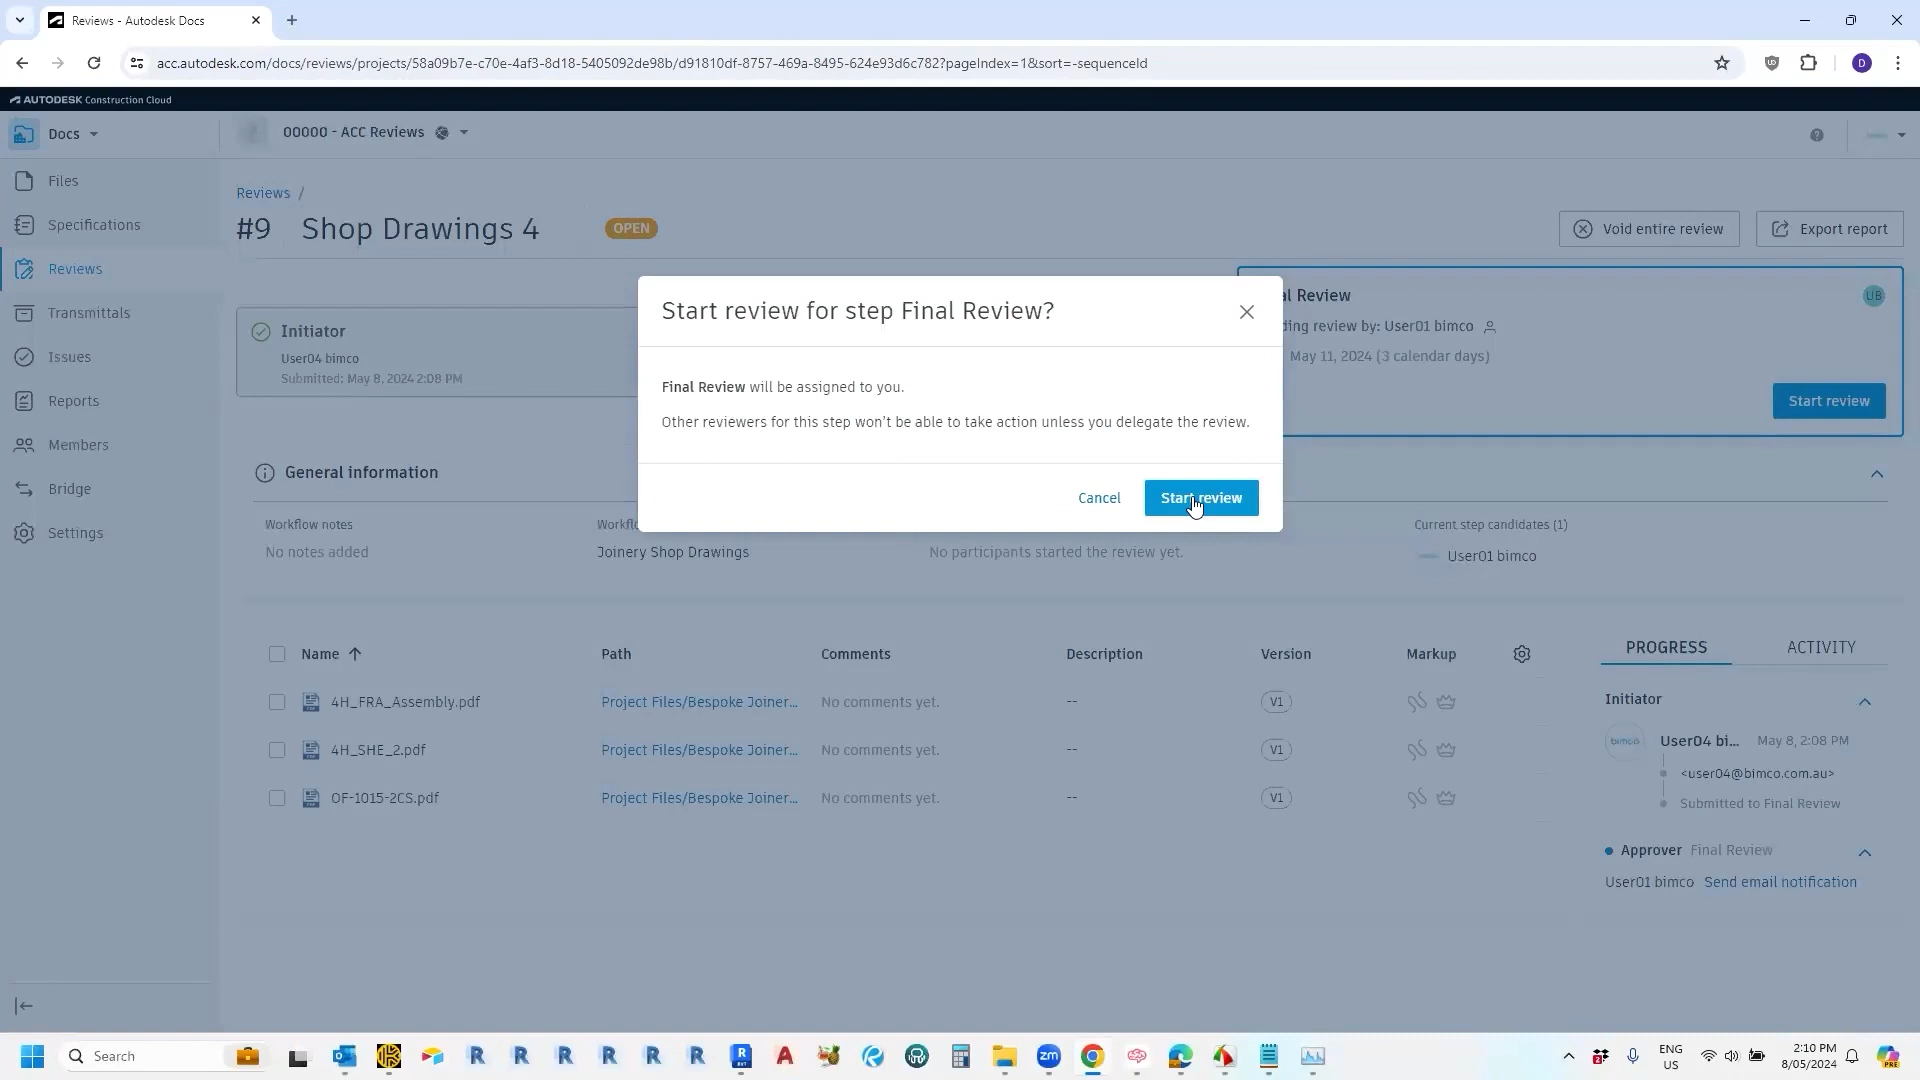 Reviews - Autodesk Docs
acc.autodesk.com/docs/reviews/projects/58a09b7e-c70e-4af3-8d18-5405092de98b/d91810df-8757-469a-8495-624e93d6c782?pageIndex=1&sort=-sequenceId
D
AUTODESK Construction Cloud
Docs
00000 - ACC Reviews
Files
Specifications
Reviews
Transmittals
Issues
Reports
Members
Bridge
Settings
Reviews /
#9 Shop Drawings 4 OPEN
Void entire review
Export report
Initiator
User04 bimco
Submitted: May 8, 2024 2:08 PM
al Review
UB
ding review by: User01 bimco
May 11, 2024 (3 calendar days)
Start review
Start review for step Final Review?
Final Review will be assigned to you.
Other reviewers for this step won't be able to take action unless you delegate the review.
Cancel
Start review
General information
Workflow notes
No notes added
Workflo
Joinery Shop Drawings
No participants started the review yet.
Current step candidates (1)
User01 bimco
Name Path Comments Description Version Markup
4H_FRA_Assembly.pdf Project Files/Bespoke Joiner... No comments yet. -- V1
4H_SHE_2.pdf Project Files/Bespoke Joiner... No comments yet. -- V1
OF-1015-2CS.pdf Project Files/Bespoke Joiner... No comments yet. -- V1
PROGRESS ACTIVITY
Initiator
bimco User04 bi... May 8, 2:08 PM
<user04@bimco.com.au>
Submitted to Final Review
Approver Final Review
User01 bimco Send email notification
Search
zm
ENG
US
2:10 PM
8/05/2024